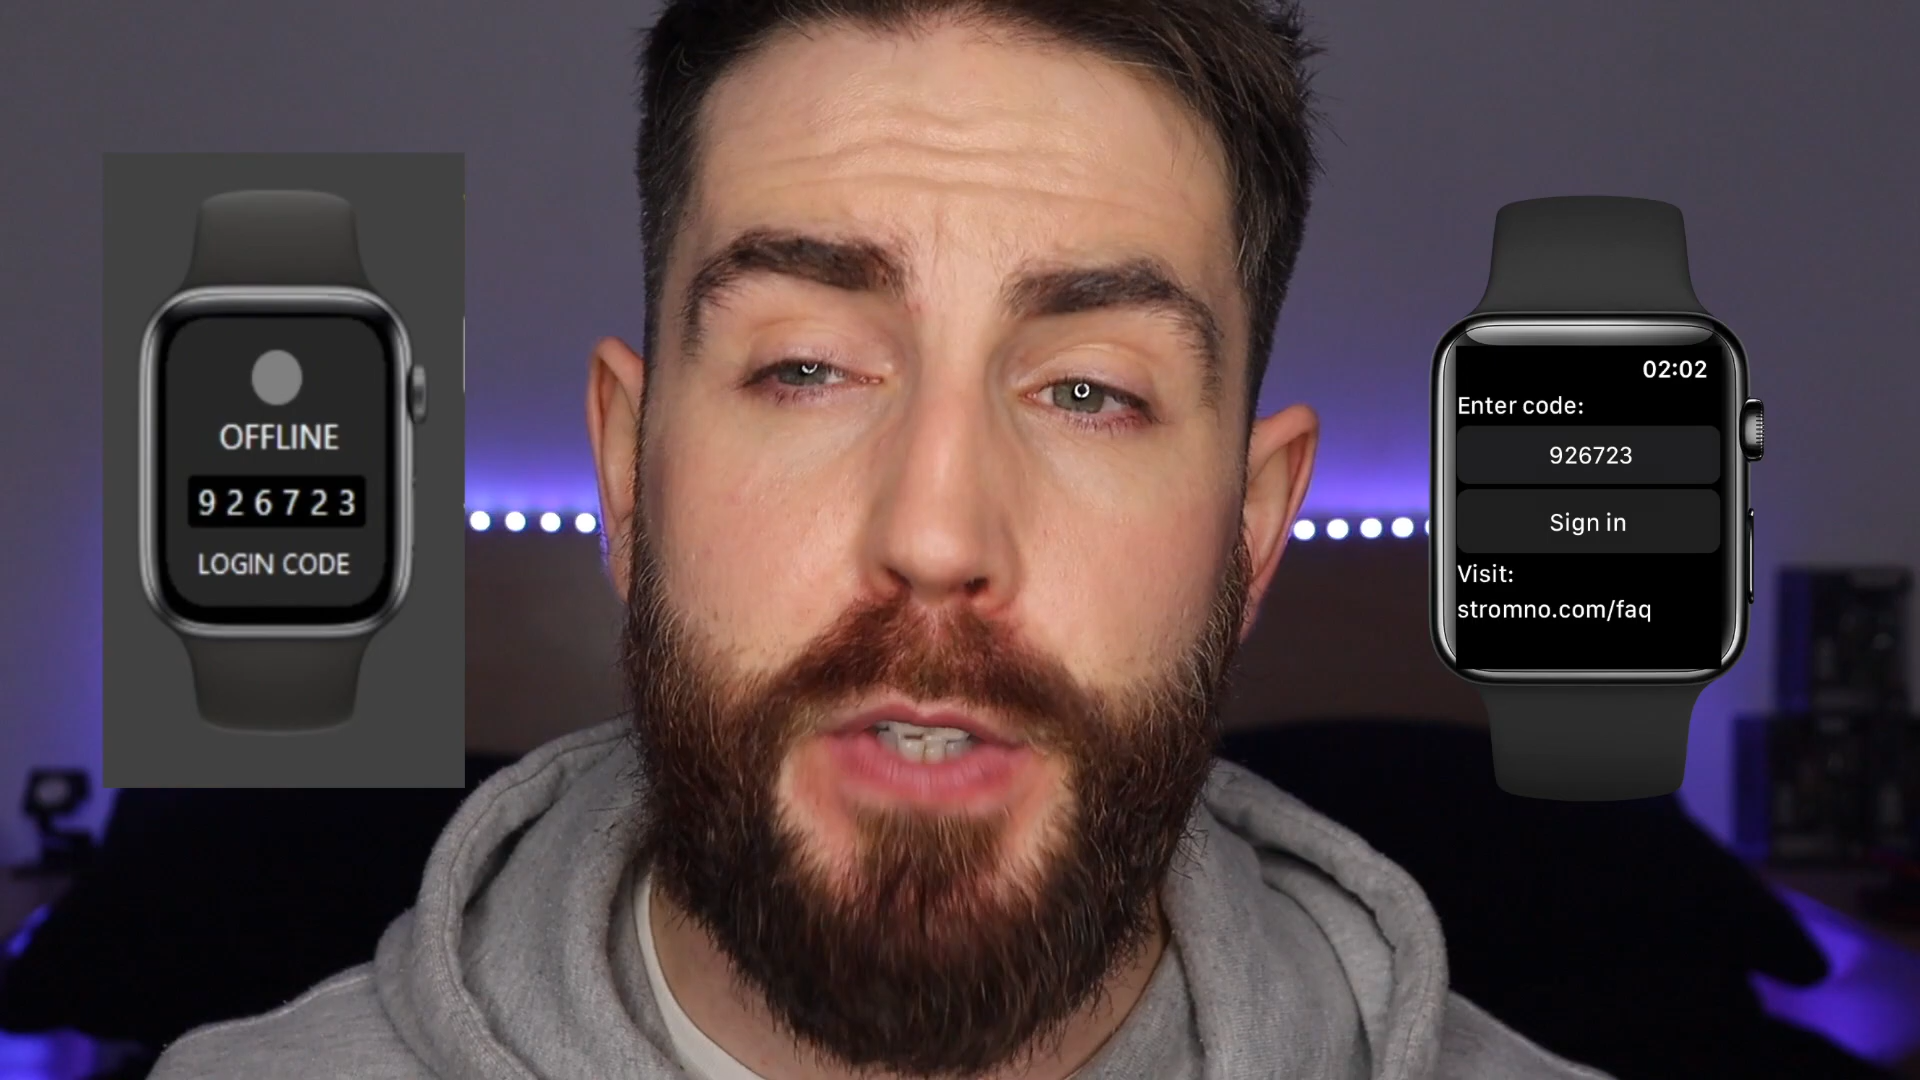 OFFLINE
926723
LOGIN CODE
02:02
Enter code:
926723
Sign in
Visit:
stromno.com/faq